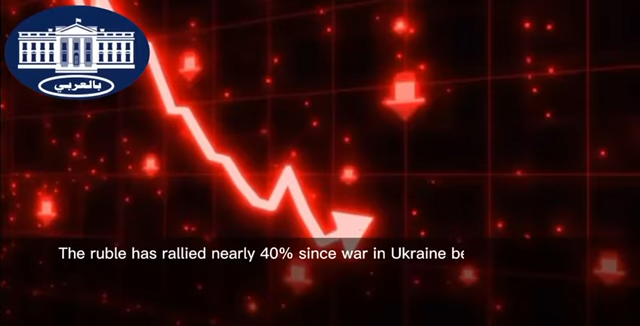 بالعربي
The ruble has rallied nearly 40% since war in Ukraine be